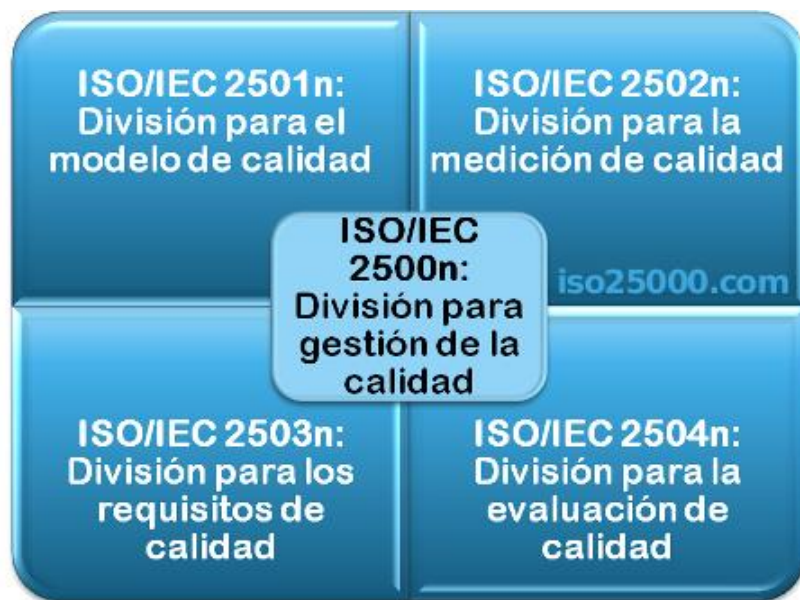 ISO/IEC 2501n:
División para el
modelo de calidad
ISO/IEC 2502n:
División para la
medición de calidad
ISO/IEC
2500n:
División para
gestión de la
calidad
iso25000.com
ISO/IEC 2503n:
División para los
requisitos de
calidad
ISO/IEC 2504n:
División para la
evaluación de
calidad